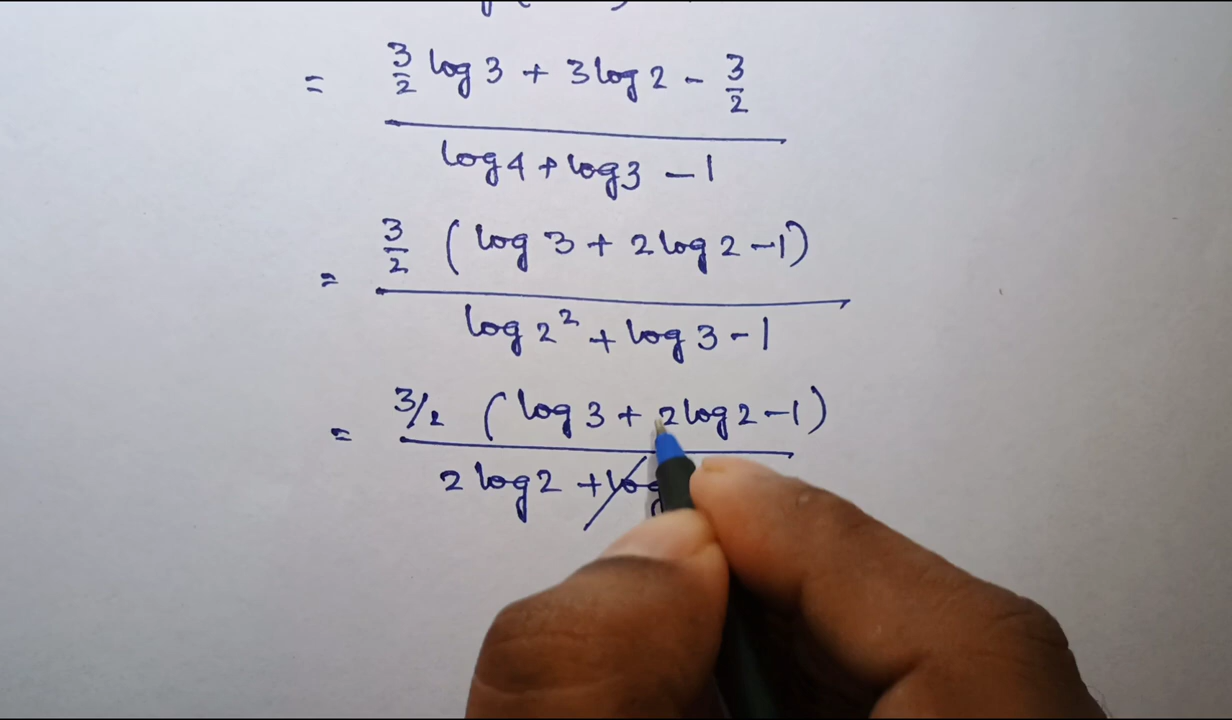 = 3/2 log 3 + 3 log 2 - 3/2
log 4 + log 3 - 1
= 3/2 (log 3 + 2 log 2 - 1)
log 2² + log 3 - 1
= 3/2 (log 3 + 2 log 2 - 1)
2 log 2 + log